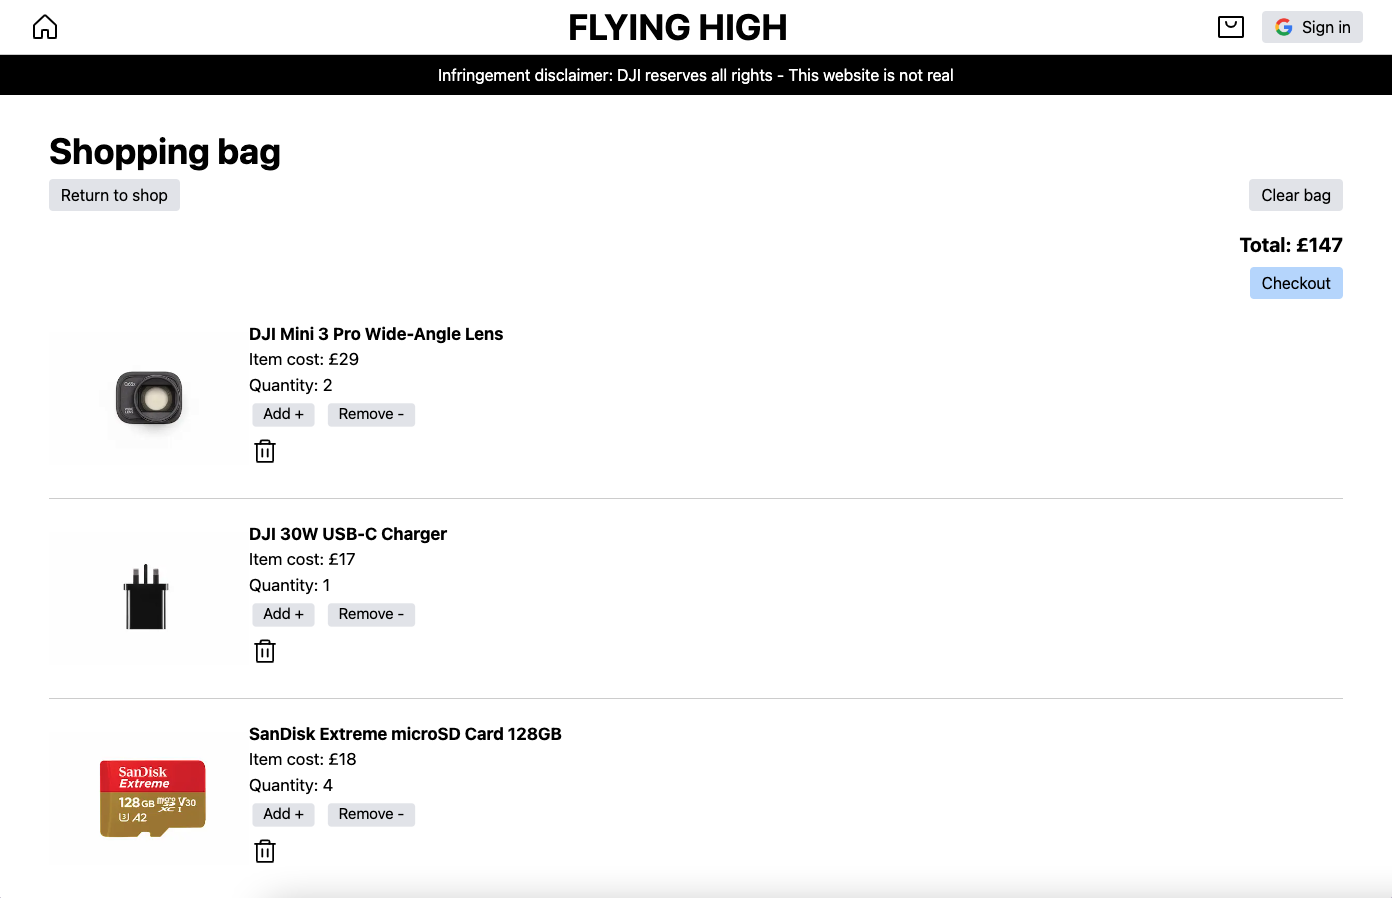 FLYING HIGH
Sign in
Infringement disclaimer: DJI reserves all rights - This website is not real
Shopping bag
Return to shop
Clear bag
Total: £147
Checkout
DJI Mini 3 Pro Wide-Angle Lens
Item cost: £29
Quantity: 2
Add +
Remove -
DJI 30W USB-C Charger
Item cost: £17
Quantity: 1
Add +
Remove -
SanDisk Extreme microSD Card 128GB
Item cost: £18
Quantity: 4
Add +
Remove -
SanDisk
Extreme
128GB microSDXC I V30
U3 A2